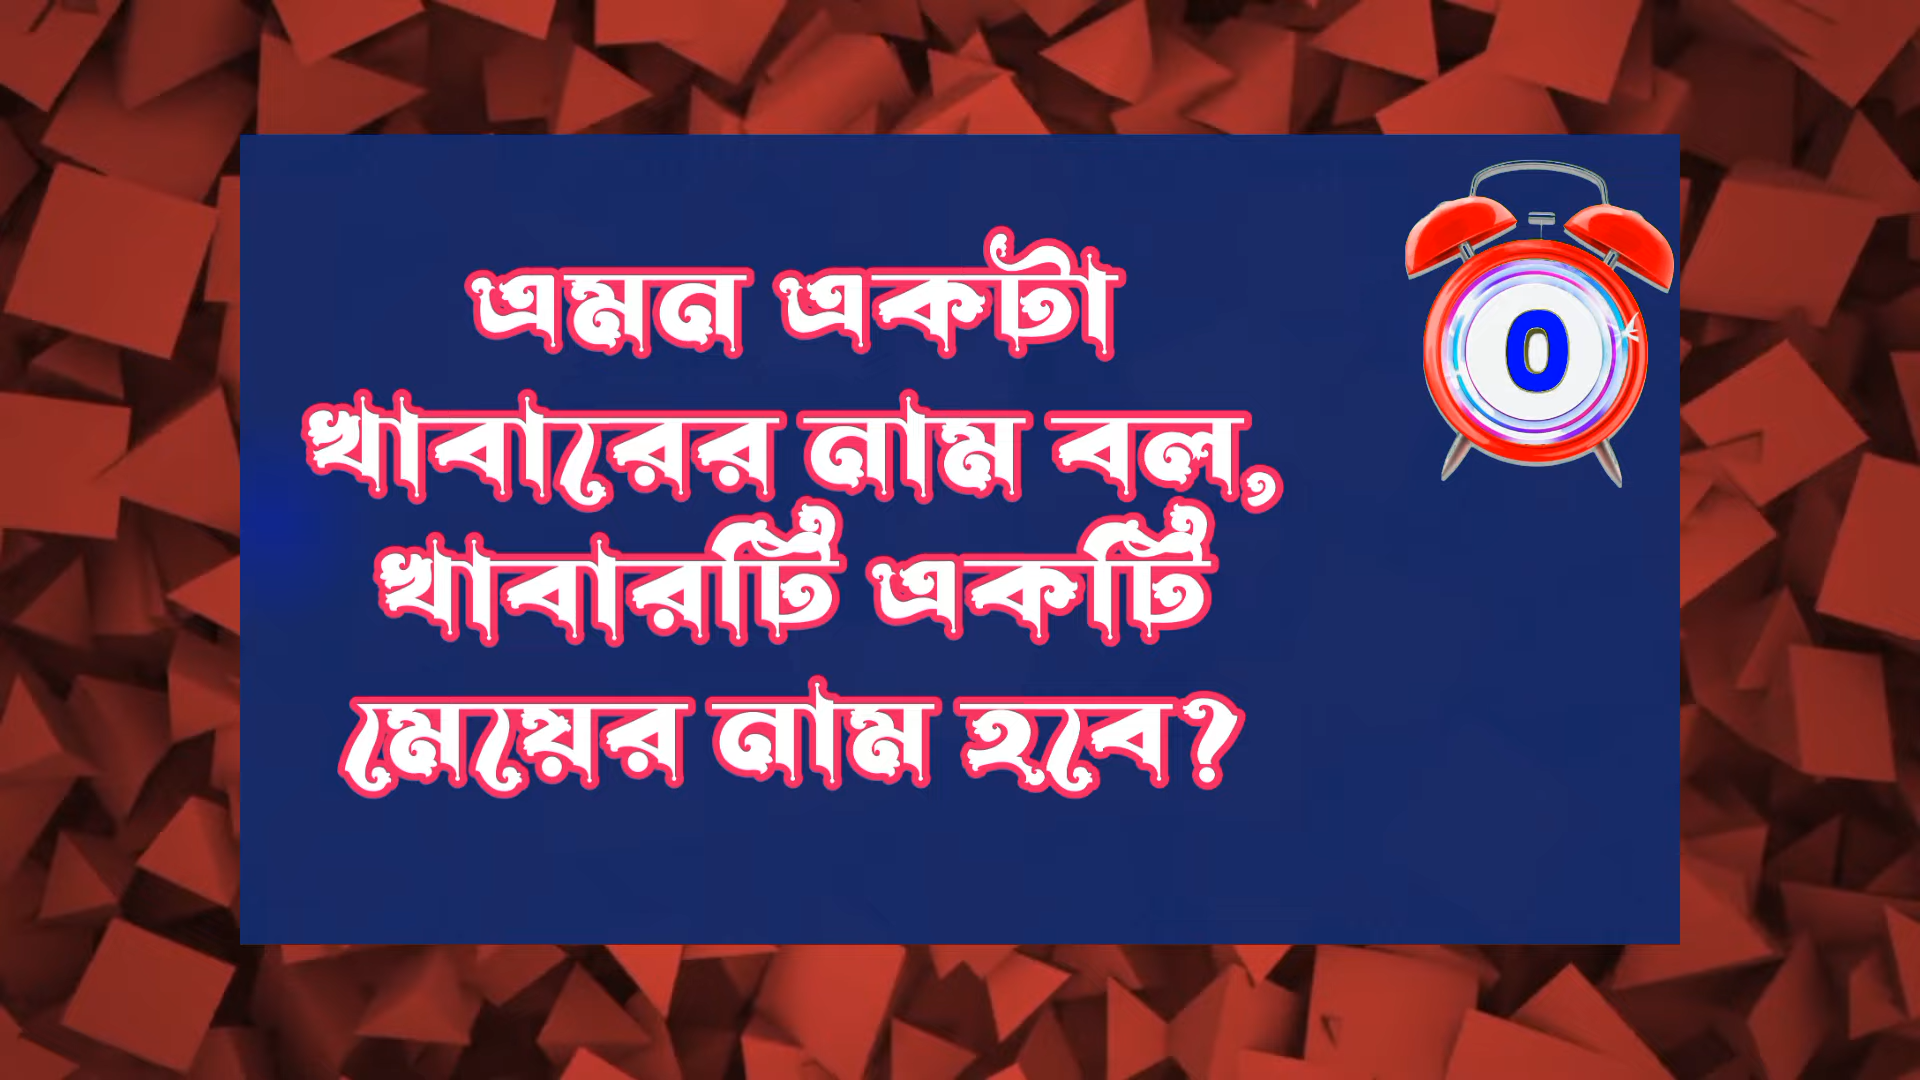 এমন একটা
খাবারের নাম বল,
খাবারটি একটি
মেয়ের নাম হবে?
0